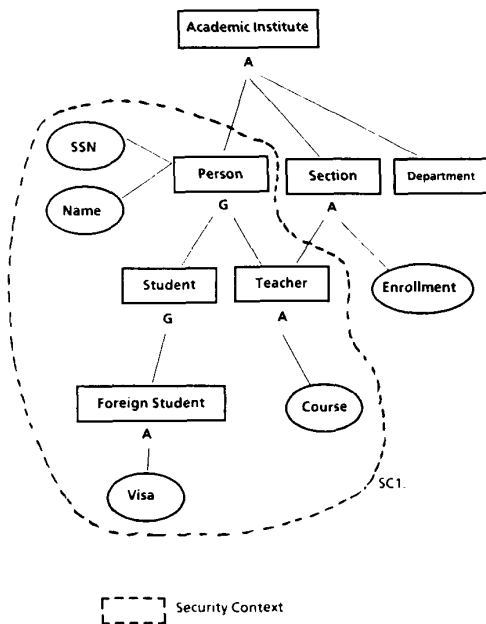 Academic Institute
A
SSN
Person
Section
Department
Name
G
A
Student
Teacher
Enrollment
G
A
Foreign Student
Course
A
Visa
SC1.
Security Context